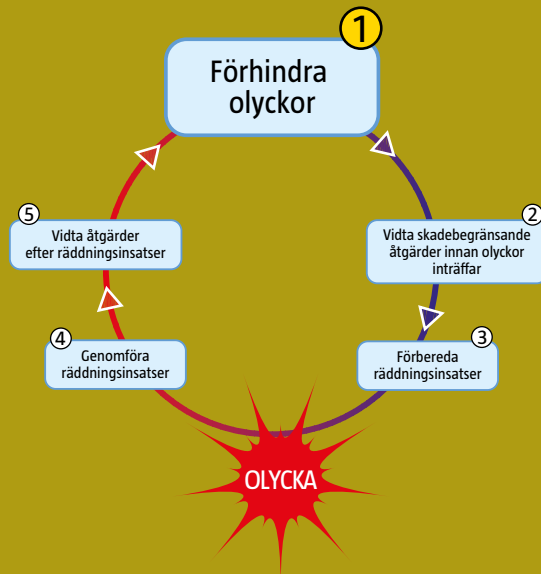 1
Förhindra
olyckor
2
Vidta skadebegränsande
åtgärder innan olyckor
inträffar
3
Förbereda
räddningsinsatser
OLYCKA
4
Genomföra
räddningsinsatser
5
Vidta åtgärder
efter räddningsinsatser